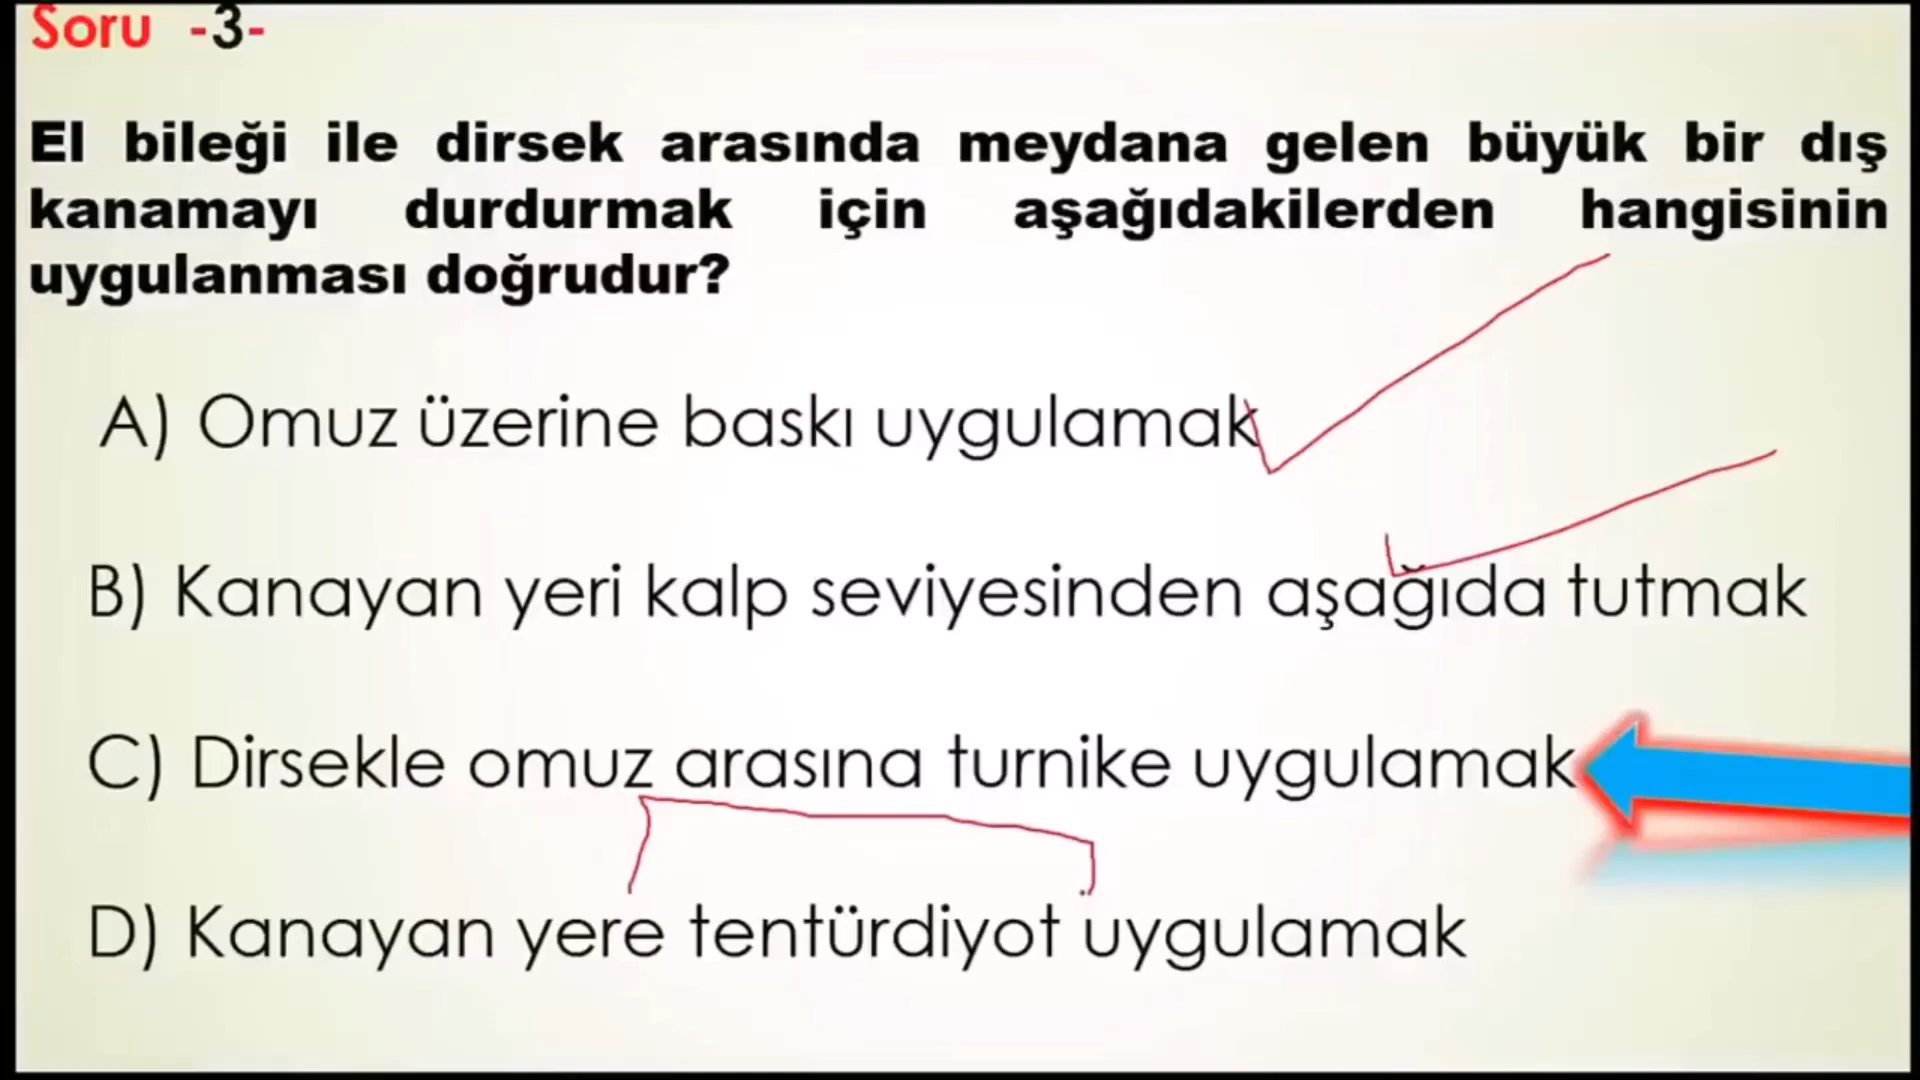 Soru -3-
El bileği ile dirsek arasında meydana gelen büyük bir dış
kanamayı durdurmak için aşağıdakilerden hangisinin
uygulanması doğrudur?
A) Omuz üzerine baskı uygulamak
B) Kanayan yeri kalp seviyesinden aşağıda tutmak
C) Dirsekle omuz arasına turnike uygulamak
D) Kanayan yere tentürdiyot uygulamak